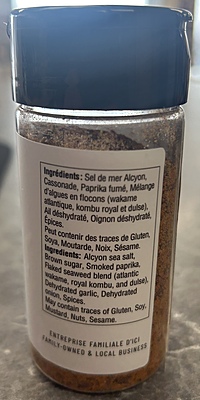 Ingrédients: Sel de mer Alcyon,
Cassonade, Paprika fumé, Mélange
d'algues en flocons (wakame
atlantique, kombu royal et dulse),
Ail déshydraté, Oignon déshydraté,
Épices.
Peut contenir des traces de Gluten,
Soya, Moutarde, Noix, Sésame.
Ingredients: Alcyon sea salt,
Brown sugar, Smoked paprika,
Flaked seaweed blend (atlantic
wakame, royal kombu, and dulse),
Dehydrated garlic, Dehydrated
onion, Spices.
May contain traces of Gluten, Soy,
Mustard, Nuts, Sesame.
ENTREPRISE FAMILIALE D'ICI
FAMILY-OWNED & LOCAL BUSINESS